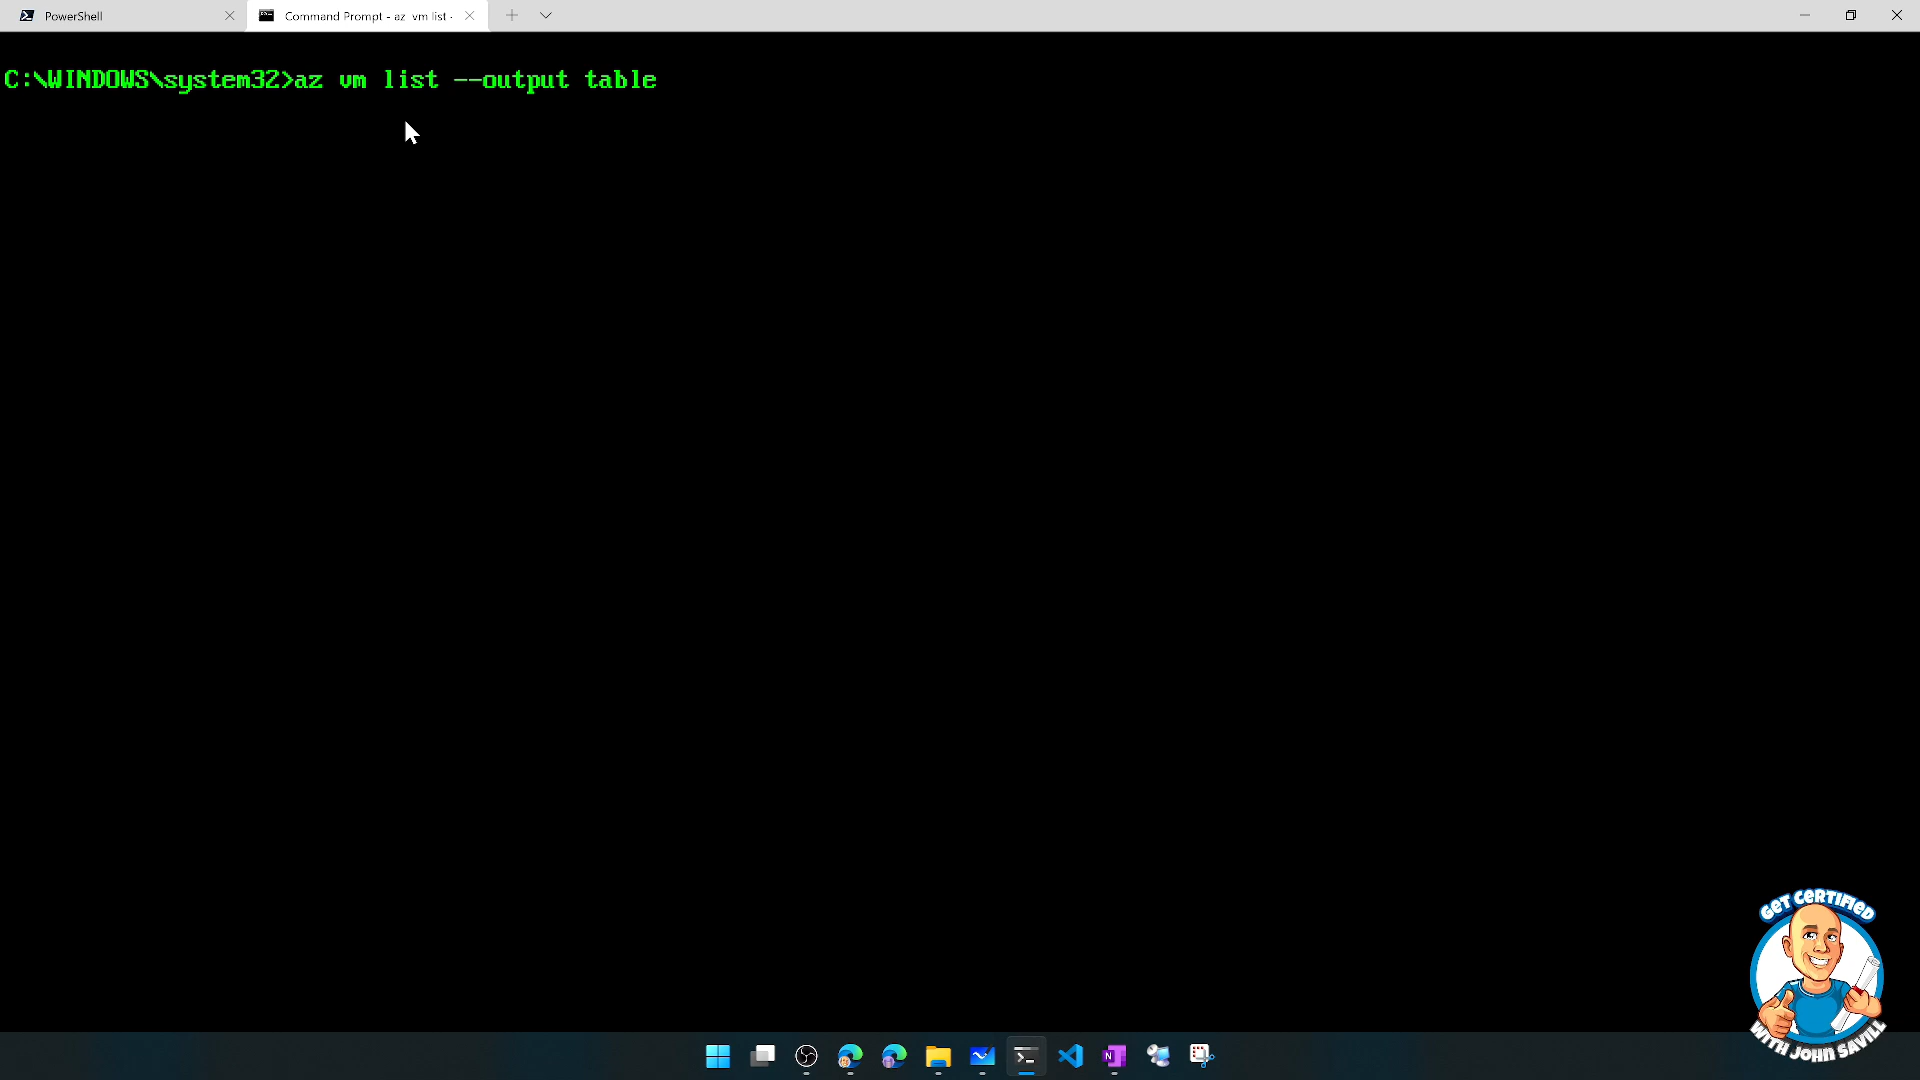 PowerShell
Command Prompt - az  vm list -
C:\WINDOWS\system32>az vm list --output table
GET CERTIFIED
WITH JOHN SAVILL